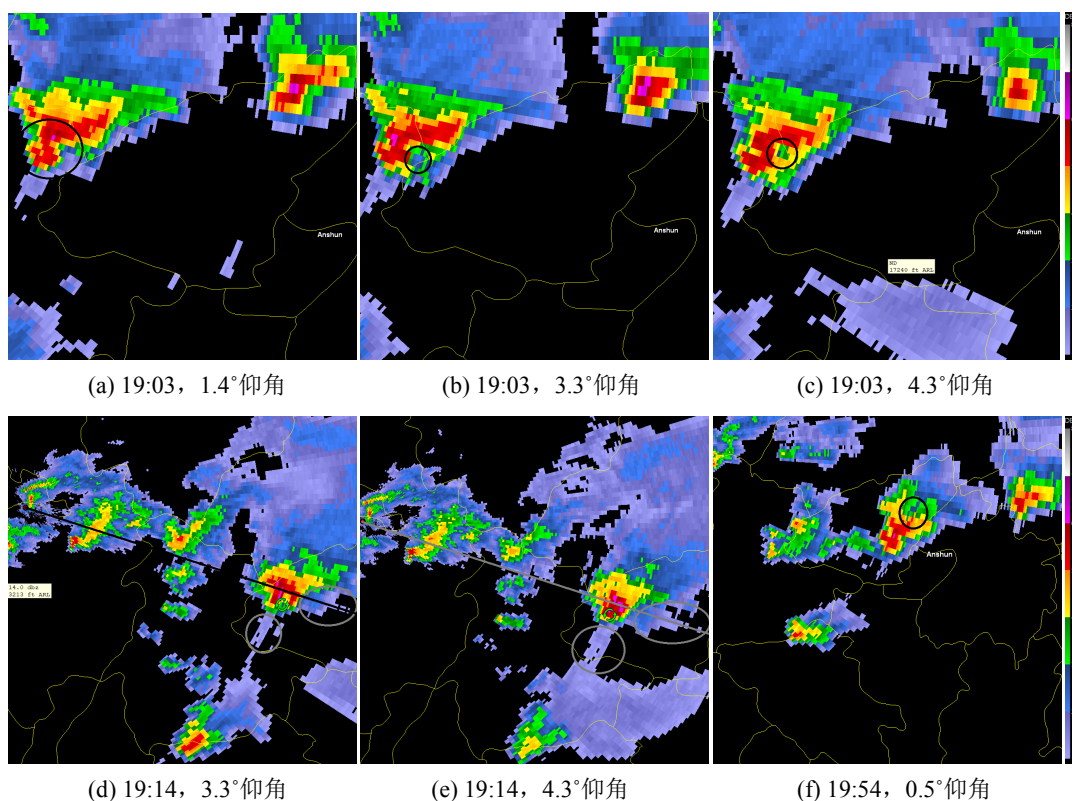 Anshun
Anshun
Anshun
ND
17240 ft ARL
(a) 19:03，1.4°仰角
(b) 19:03，3.3°仰角
(c) 19:03，4.3°仰角
14.0 dbz
3213 ft ARL
Anshun
(d) 19:14，3.3°仰角
(e) 19:14，4.3°仰角
(f) 19:54，0.5°仰角